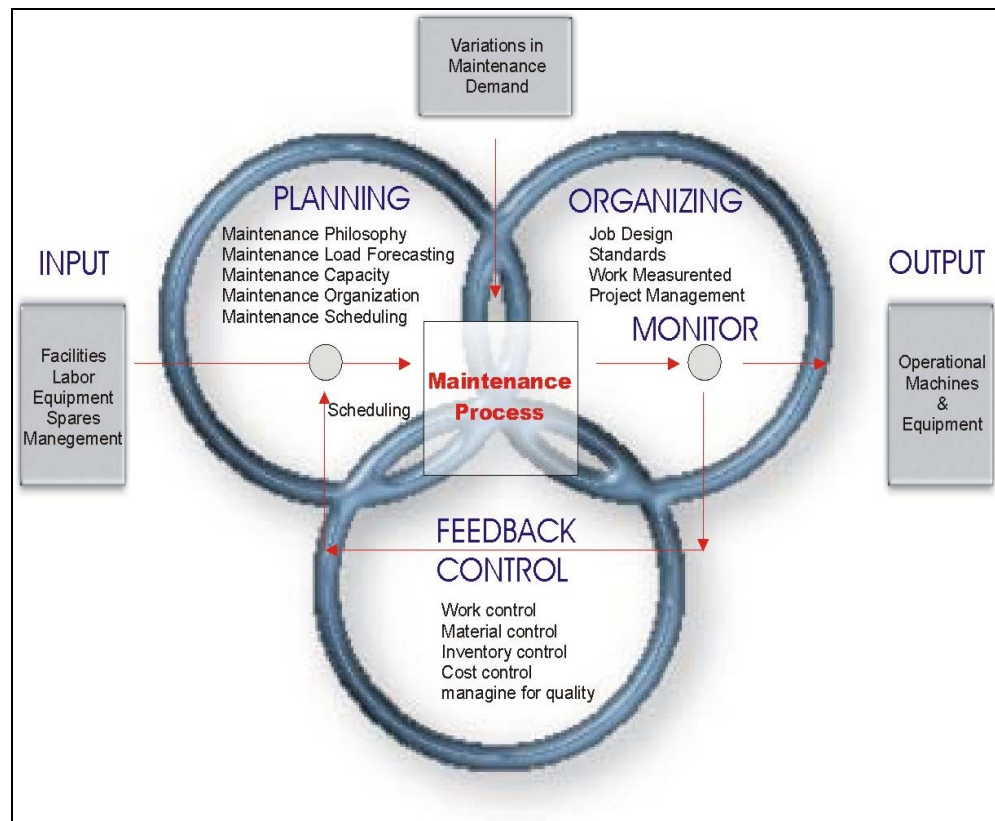 Variations in
Maintenance
Demand
PLANNING
Maintenance Philosophy
Maintenance Load Forecasting
Maintenance Capacity
Maintenance Organization
Maintenance Scheduling
ORGANIZING
Job Design
Standards
Work Measurented
Project Management
MONITOR
INPUT
Facilities
Labor
Equipment
Spares
Manegement
OUTPUT
Operational
Machines
&
Equipment
Scheduling
Maintenance
Process
FEEDBACK
CONTROL
Work control
Material control
Inventory control
Cost control
managine for quality